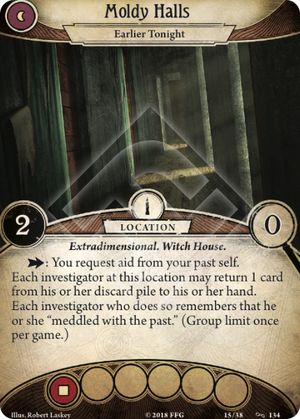 Moldy Halls
Earlier Tonight
2
0
LOCATION
Extradimensional. Witch House.
: You request aid from your past self.
Each investigator at this location may return 1 card
from his or her discard pile to his or her hand.
Each investigator who does so remembers that he
or she “meddled with the past.” (Group limit once
per game.)
Illus. Robert Laskey
© 2018 FFG
15/38
134